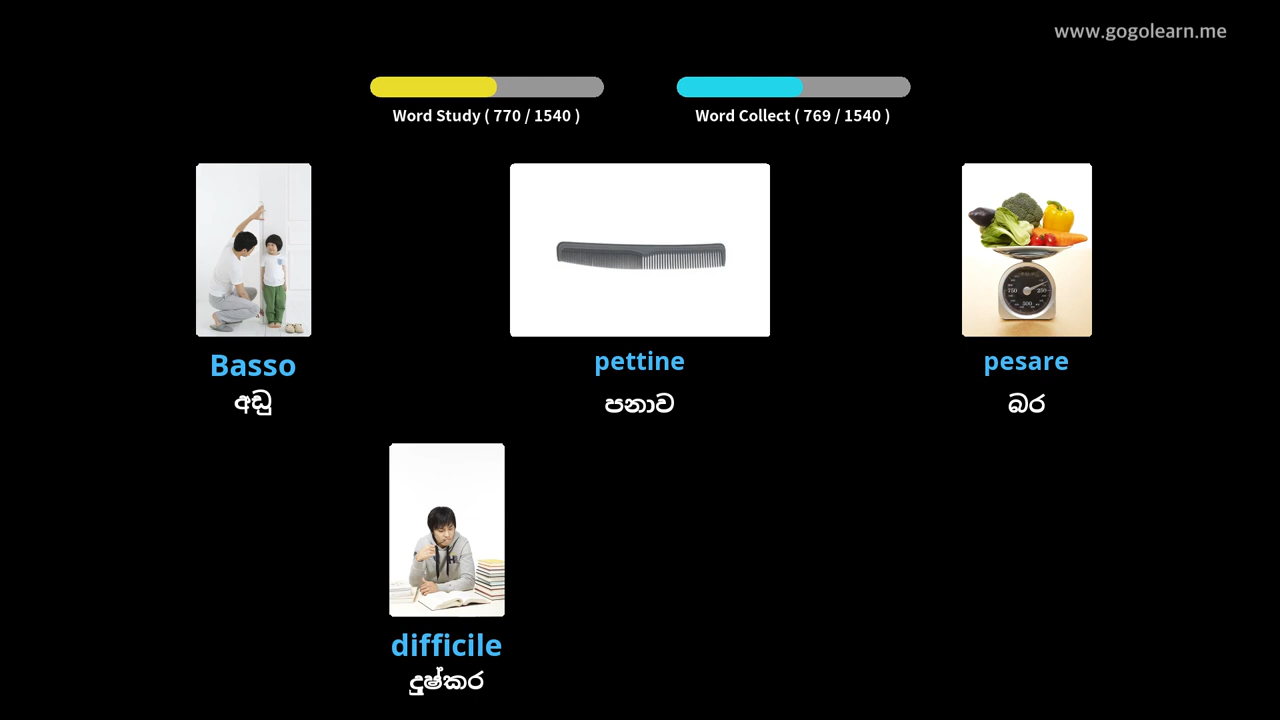 www.gogolearn.me
Word Study ( 770 / 1540 )
Word Collect ( 769 / 1540 )
Basso
අඩු
pettine
පනාව
pesare
බර
difficile
දුෂ්කර